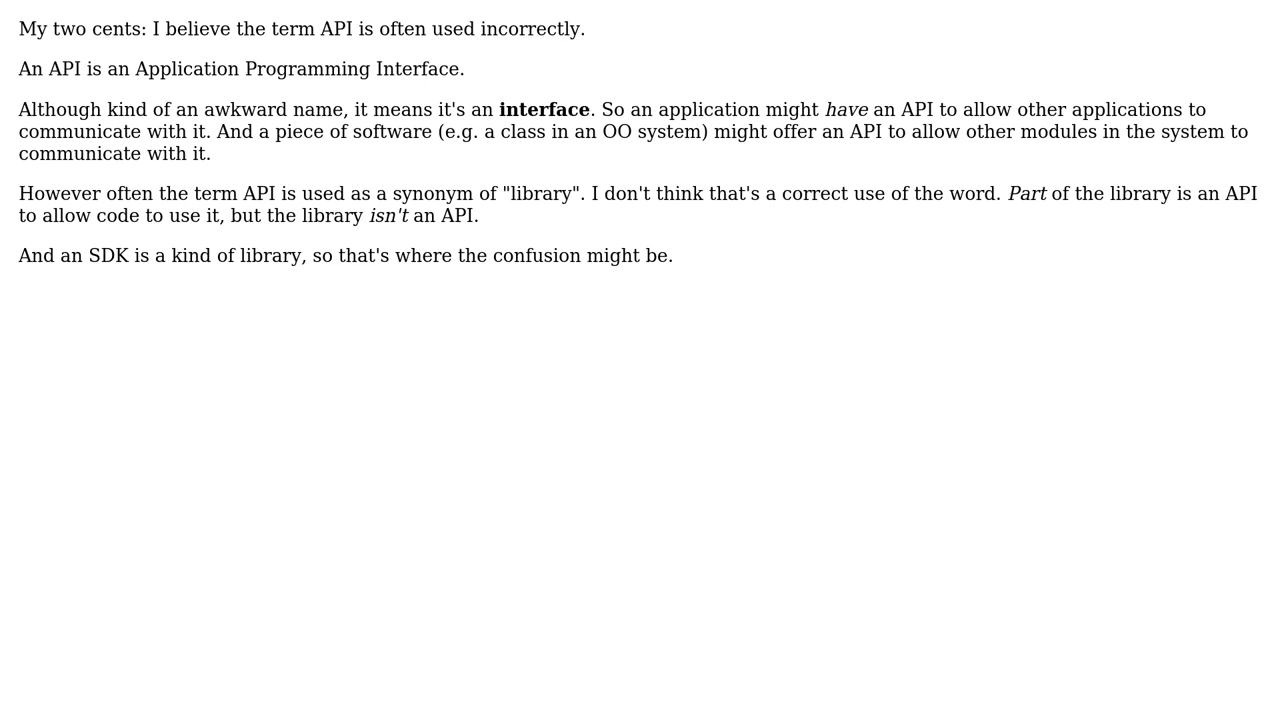 My two cents: I believe the term API is often used incorrectly.
An API is an Application Programming Interface.
Although kind of an awkward name, it means it's an interface. So an application might have an API to allow other applications to
communicate with it. And a piece of software (e.g. a class in an OO system) might offer an API to allow other modules in the system to
communicate with it.
However often the term API is used as a synonym of "library". I don't think that's a correct use of the word. Part of the library is an API
to allow code to use it, but the library isn't an API.
And an SDK is a kind of library, so that's where the confusion might be.